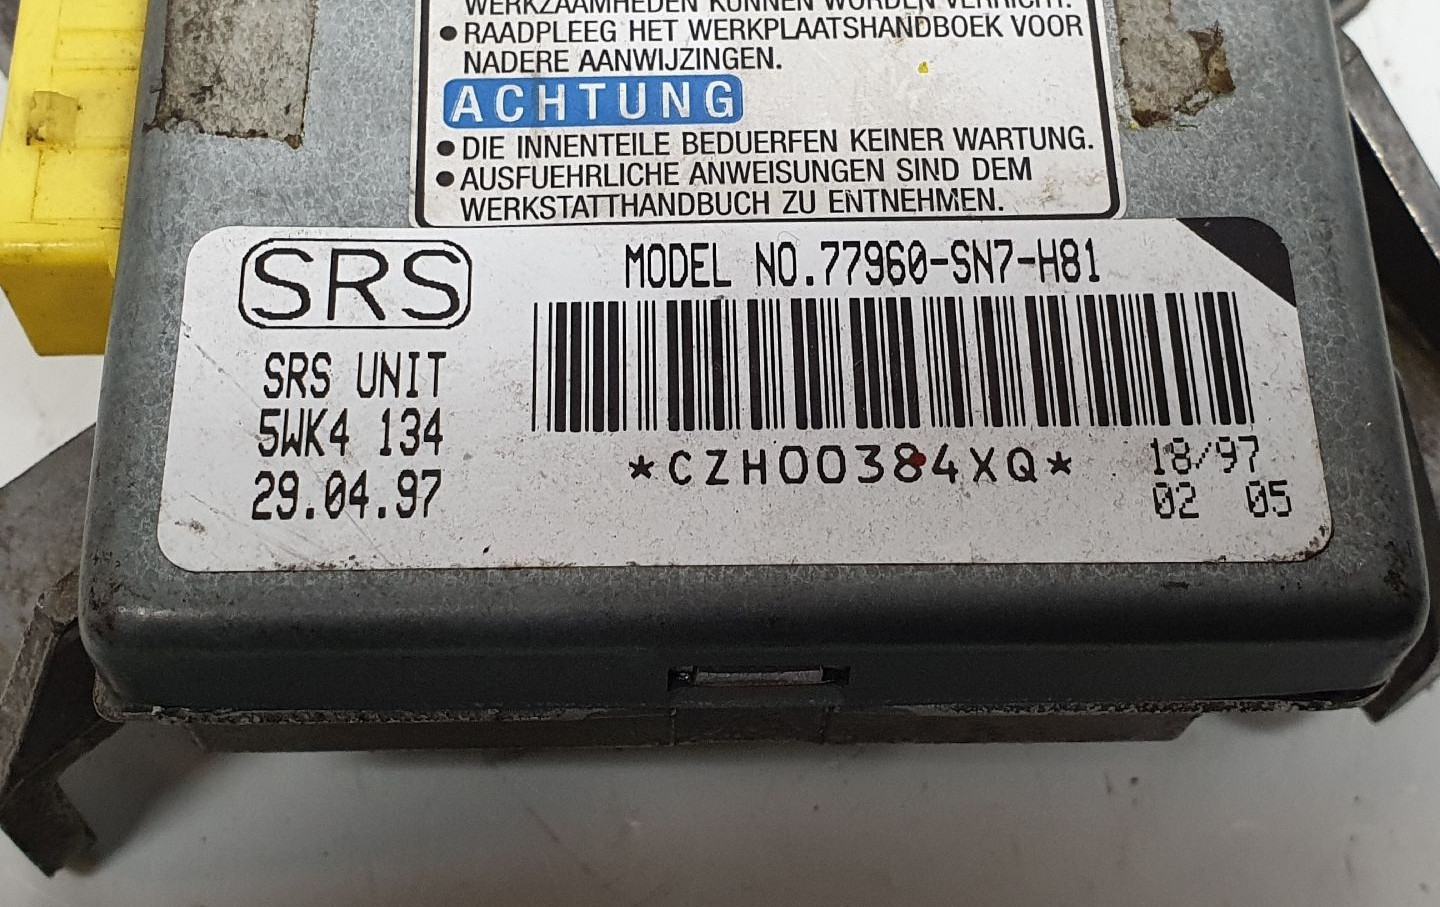 WERKZAAMHEDEN KUNNEN WORDEN VERRICHT.
● RAADPLEEG HET WERKPLAATSHANDBOEK VOOR
NADERE AANWIJZINGEN.
ACHTUNG
● DIE INNENTEILE BEDUERFEN KEINER WARTUNG.
● AUSFUEHRLICHE ANWEISUNGEN SIND DEM
WERKSTATTHANDBUCH ZU ENTNEHMEN.
SRS
MODEL NO.77960-SN7-H81
SRS UNIT
5WK4 134
29.04.97
*CZH00384XQ*
18/97
02 05